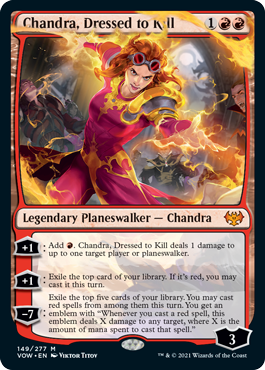 Chandra, Dressed to Kill 1
Legendary Planeswalker — Chandra
+1 : Add R. Chandra, Dressed to Kill deals 1 damage to
up to one target player or planeswalker.
+1 : Exile the top card of your library. If it's red, you may
cast it this turn.
Exile the top five cards of your library. You may cast
red spells from among them this turn. You get an
-7 : emblem with "Whenever you cast a red spell, this
emblem deals X damage to any target, where X is the
amount of mana spent to cast that spell."
3
149/277 M
VOW • EN Viktor Titov
™ & © 2021 Wizards of the Coast